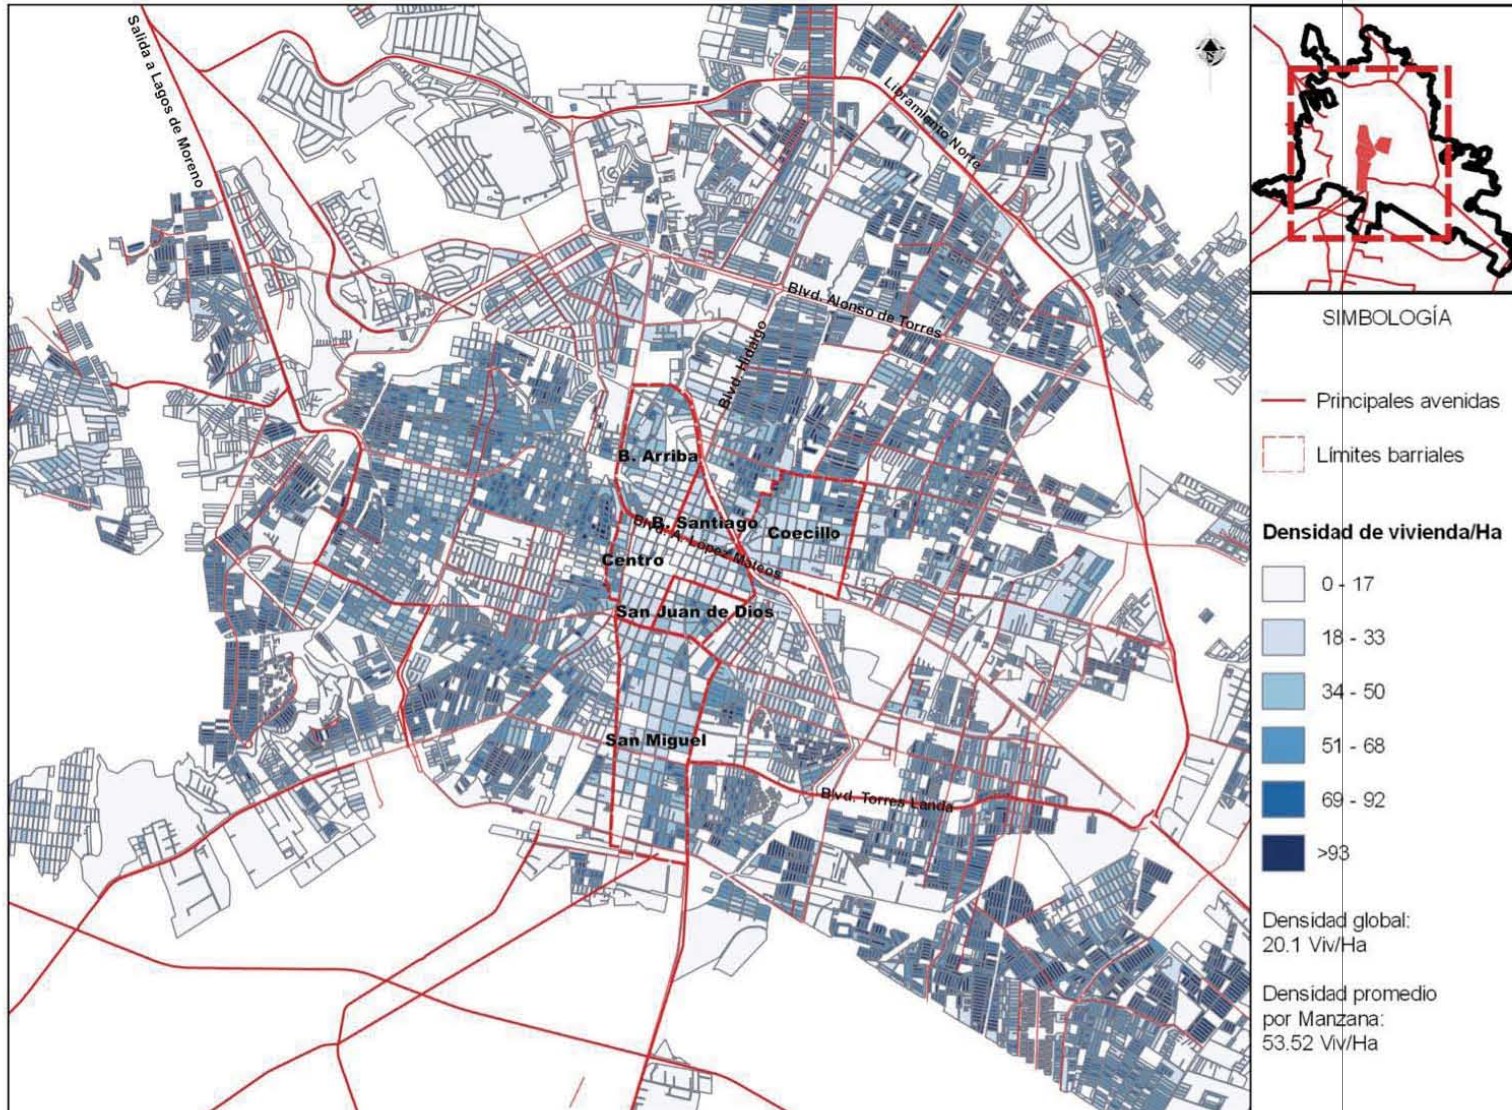 Salida a Lagos de Moreno
Libramiento Norte
Blvd. Alonso de Torres
Blvd. Hidalgo
B. Arriba
B. Santiago
Blvd. A. López Mateos
Coecillo
Centro
San Juan de Dios
San Miguel
Blvd. Torres Landa
SIMBOLOGÍA
Principales avenidas
Límites barriales
Densidad de vivienda/Ha
0 - 17
18 - 33
34 - 50
51 - 68
69 - 92
>93
Densidad global:
20.1 Viv/Ha
Densidad promedio
por Manzana:
53.52 Viv/Ha